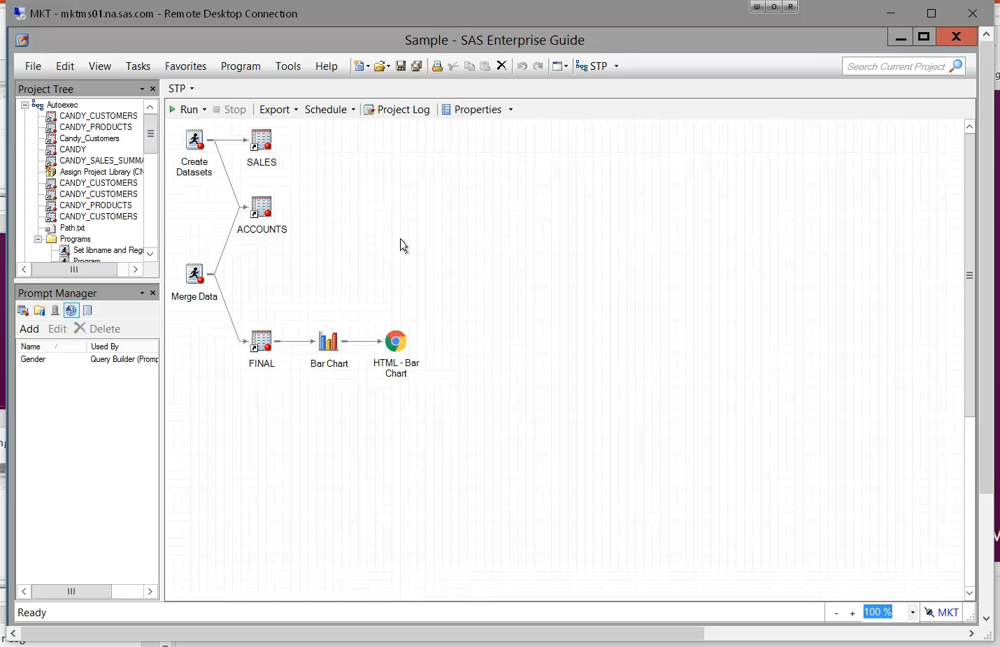 MKT - mktms01.na.sas.com - Remote Desktop Connection
W O R
Sample - SAS Enterprise Guide
File Edit View Tasks Favorites Program Tools Help STP Search Current Project
Project Tree
STP
Autoexec
CANDY_CUSTOMERS
CANDY_PRODUCTS
Candy_Customers
CANDY
CANDY_SALES_SUMMA
Assign Project Library (CN
CANDY_CUSTOMERS
CANDY_CUSTOMERS
CANDY_PRODUCTS
CANDY_CUSTOMERS
Path.txt
Programs
Set libname and Regi
Program
Run Stop Export Schedule Project Log Properties
Create
Datasets
SALES
ACCOUNTS
Merge Data
FINAL
Bar Chart
HTML - Bar
Chart
Prompt Manager
Add Edit Delete
Name Used By
Gender Query Builder (Promp
Ready
- + 100 % MKT